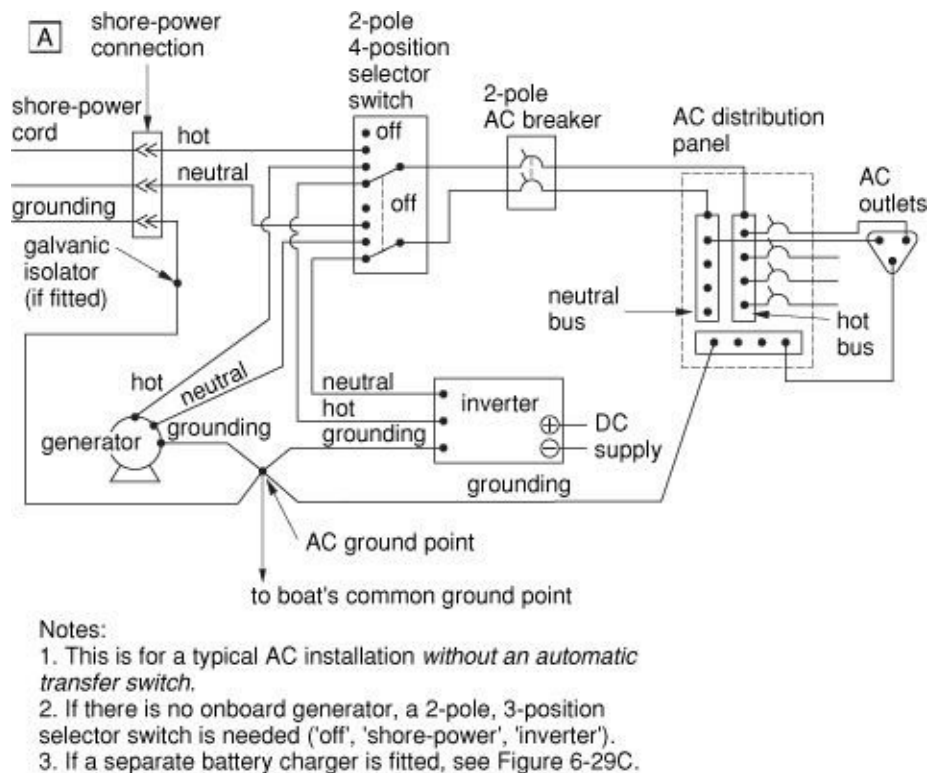 A
shore-power
connection
2-pole
4-position
selector
switch
2-pole
AC breaker
AC distribution
panel
shore-power
cord
hot
off
neutral
grounding
off
AC
outlets
galvanic
isolator
(if fitted)
neutral
bus
hot
bus
hot
neutral
generator
grounding
neutral
hot
grounding
inverter
+
DC
−
supply
grounding
AC ground point
to boat's common ground point
Notes:
1. This is for a typical AC installation without an automatic
transfer switch.
2. If there is no onboard generator, a 2-pole, 3-position
selector switch is needed ('off', 'shore-power', 'inverter').
3. If a separate battery charger is fitted, see Figure 6-29C.